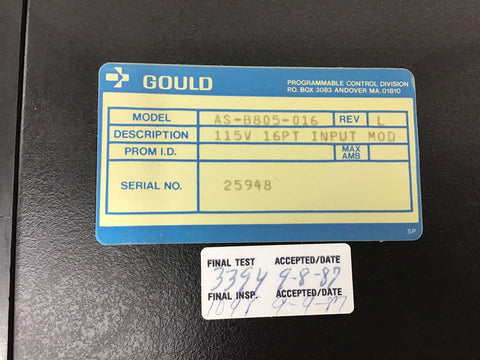 GOULD
PROGRAMMABLE CONTROL DIVISION
P.O. BOX 3083 ANDOVER MA. 01810
MODEL AS-B805-016 REV L
DESCRIPTION 115V 16PT INPUT MOD
PROM I.D. MAX AMB
SERIAL NO. 25948
SP
FINAL TEST ACCEPTED/DATE
3394 9-8-87
FINAL INSP. ACCEPTED/DATE